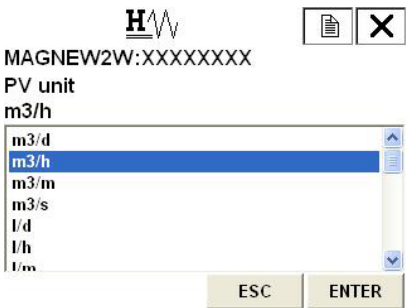 H
MAGNEW2W:XXXXXXXX
PV unit
m3/h
m3/d
m3/h
m3/m
m3/s
l/d
l/h
l/m
ESC
ENTER